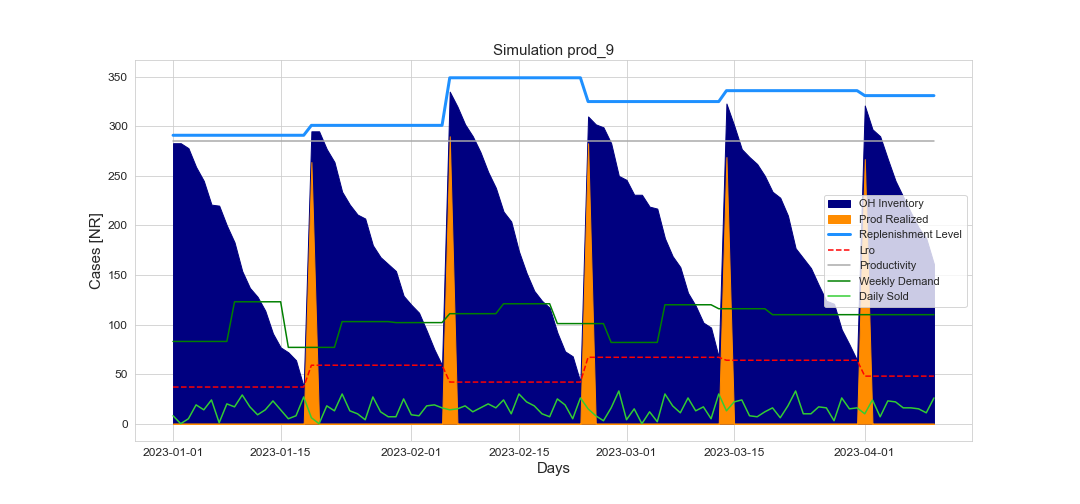 Simulation prod_9
Cases [NR]
350
300
250
200
150
100
50
0
OH Inventory
Prod Realized
Replenishment Level
Lro
Productivity
Weekly Demand
Daily Sold
2023-01-01
2023-01-15
2023-02-01
2023-02-15
2023-03-01
2023-03-15
2023-04-01
Days